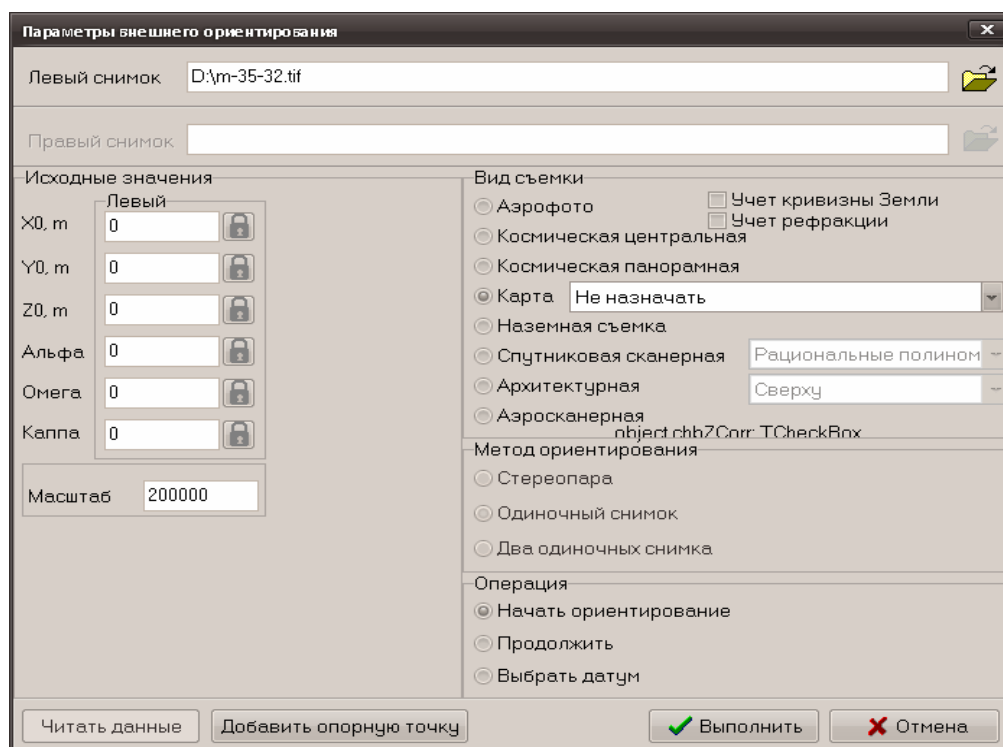 Параметры внешнего ориентирования
Левый снимок D:\m-35-32.tif
Правый снимок
Исходные значения
Левый
X0, m 0
Y0, m 0
Z0, m 0
Альфа 0
Омега 0
Каппа 0
Масштаб 200000
Вид съемки
Аэрофото
Учет кривизны Земли
Учет рефракции
Космическая центральная
Космическая панорамная
Карта Не назначать
Наземная съемка
Спутниковая сканерная Рациональные полином
Архитектурная Сверху
Аэросканерная
object chbZCorr: TCheckBox
Метод ориентирования
Стереопара
Одиночный снимок
Два одиночных снимка
Операция
Начать ориентирование
Продолжить
Выбрать датум
Читать данные Добавить опорную точку Выполнить Отмена